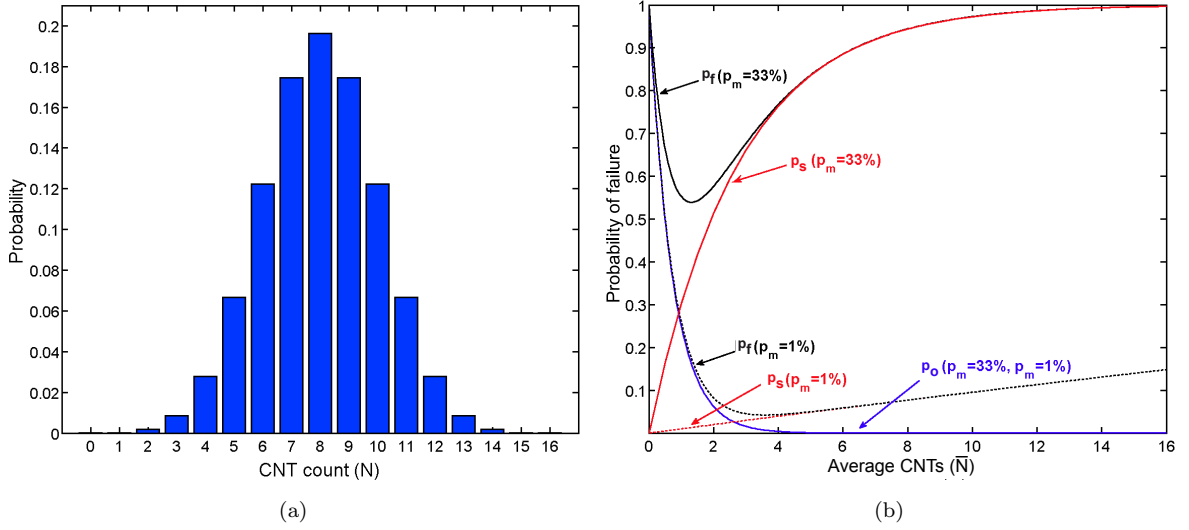 0.2
0.18
0.16
0.14
0.12
0.1
0.08
0.06
0.04
0.02
0
Probability
0 1 2 3 4 5 6 7 8 9 10 11 12 13 14 15 16
CNT count (N)
(a)
1
0.9
0.8
0.7
0.6
0.5
0.4
0.3
0.2
0.1
Probability of failure
pf (pm=33%)
ps (pm=33%)
pf (pm=1%)
ps (pm=1%)
po (pm=33%, pm=1%)
0 2 4 6 8 10 12 14 16
Average CNTs (N̅)
(b)